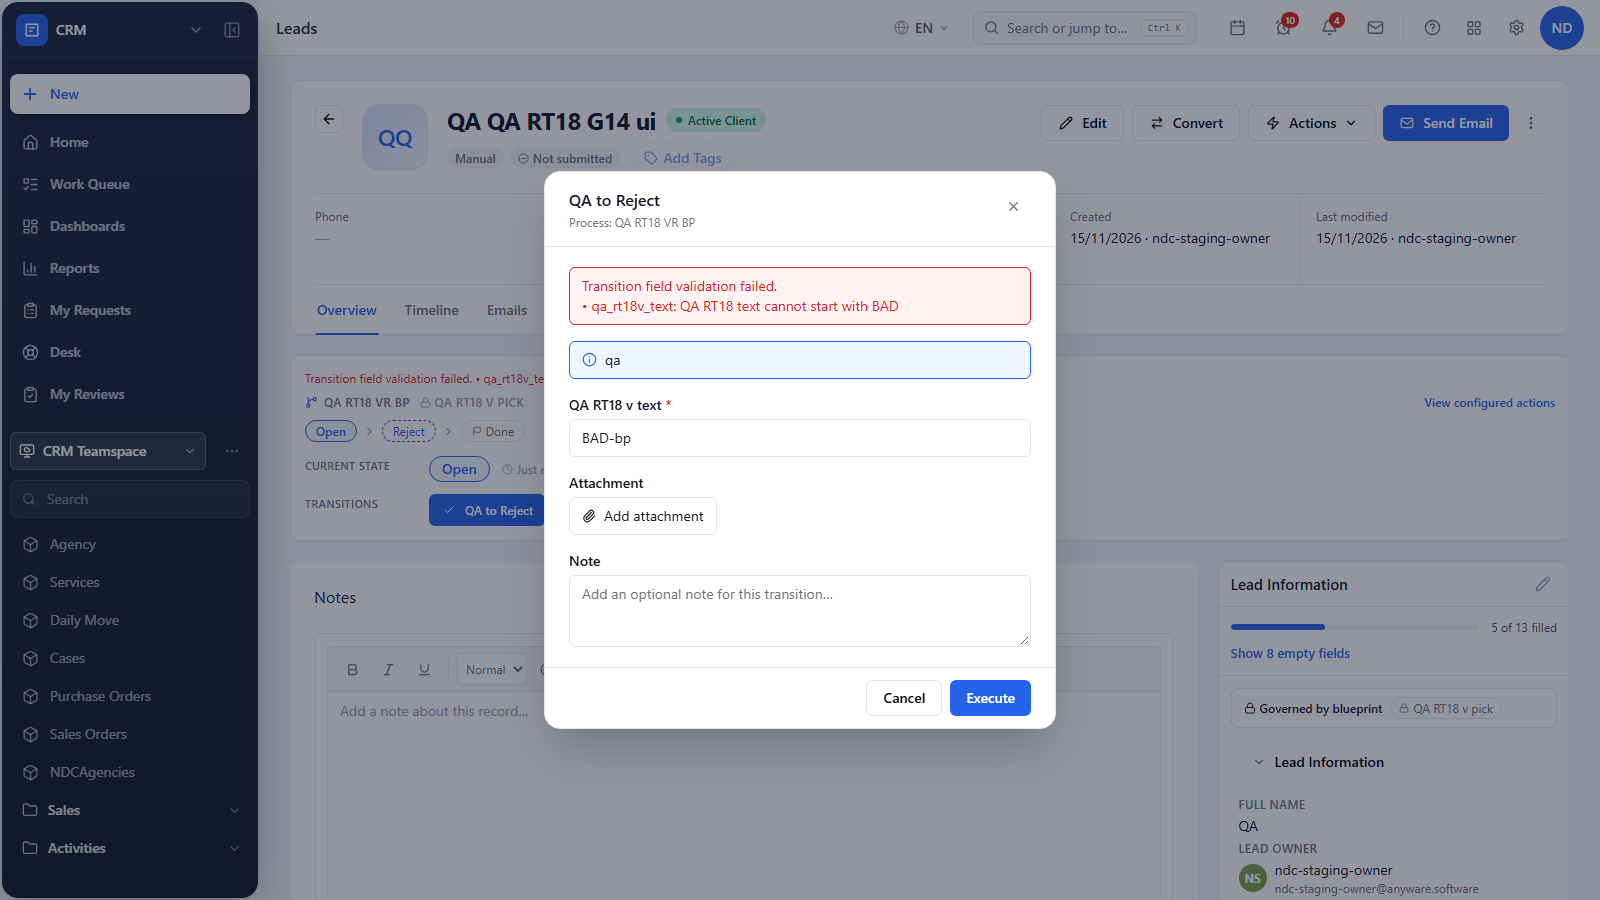 CRM
Leads
EN
Search or jump to...
Ctrl K
10
4
ND
New
Home
Work Queue
Dashboards
Reports
My Requests
Desk
My Reviews
CRM Teamspace
Search
Agency
Services
Daily Move
Cases
Purchase Orders
Sales Orders
NDCAgencies
Sales
Activities
QQ
QA QA RT18 G14 ui
Active Client
Manual
Not submitted
Add Tags
Edit
Convert
Actions
Send Email
Phone
—
Created
15/11/2026 · ndc-staging-owner
Last modified
15/11/2026 · ndc-staging-owner
Overview
Timeline
Emails
Transition field validation failed. • qa_rt18v_te
QA RT18 VR BP
QA RT18 V PICK
View configured actions
Open
Reject
Done
CURRENT STATE
Open
Just e
TRANSITIONS
QA to Reject
Notes
Normal
Add a note about this record...
QA to Reject
Process: QA RT18 VR BP
Transition field validation failed.
• qa_rt18v_text: QA RT18 text cannot start with BAD
qa
QA RT18 v text *
BAD-bp
Attachment
Add attachment
Note
Add an optional note for this transition...
Cancel
Execute
Lead Information
5 of 13 filled
Show 8 empty fields
Governed by blueprint
QA RT18 v pick
Lead Information
FULL NAME
QA
LEAD OWNER
NS
ndc-staging-owner
ndc-staging-owner@anyware.software